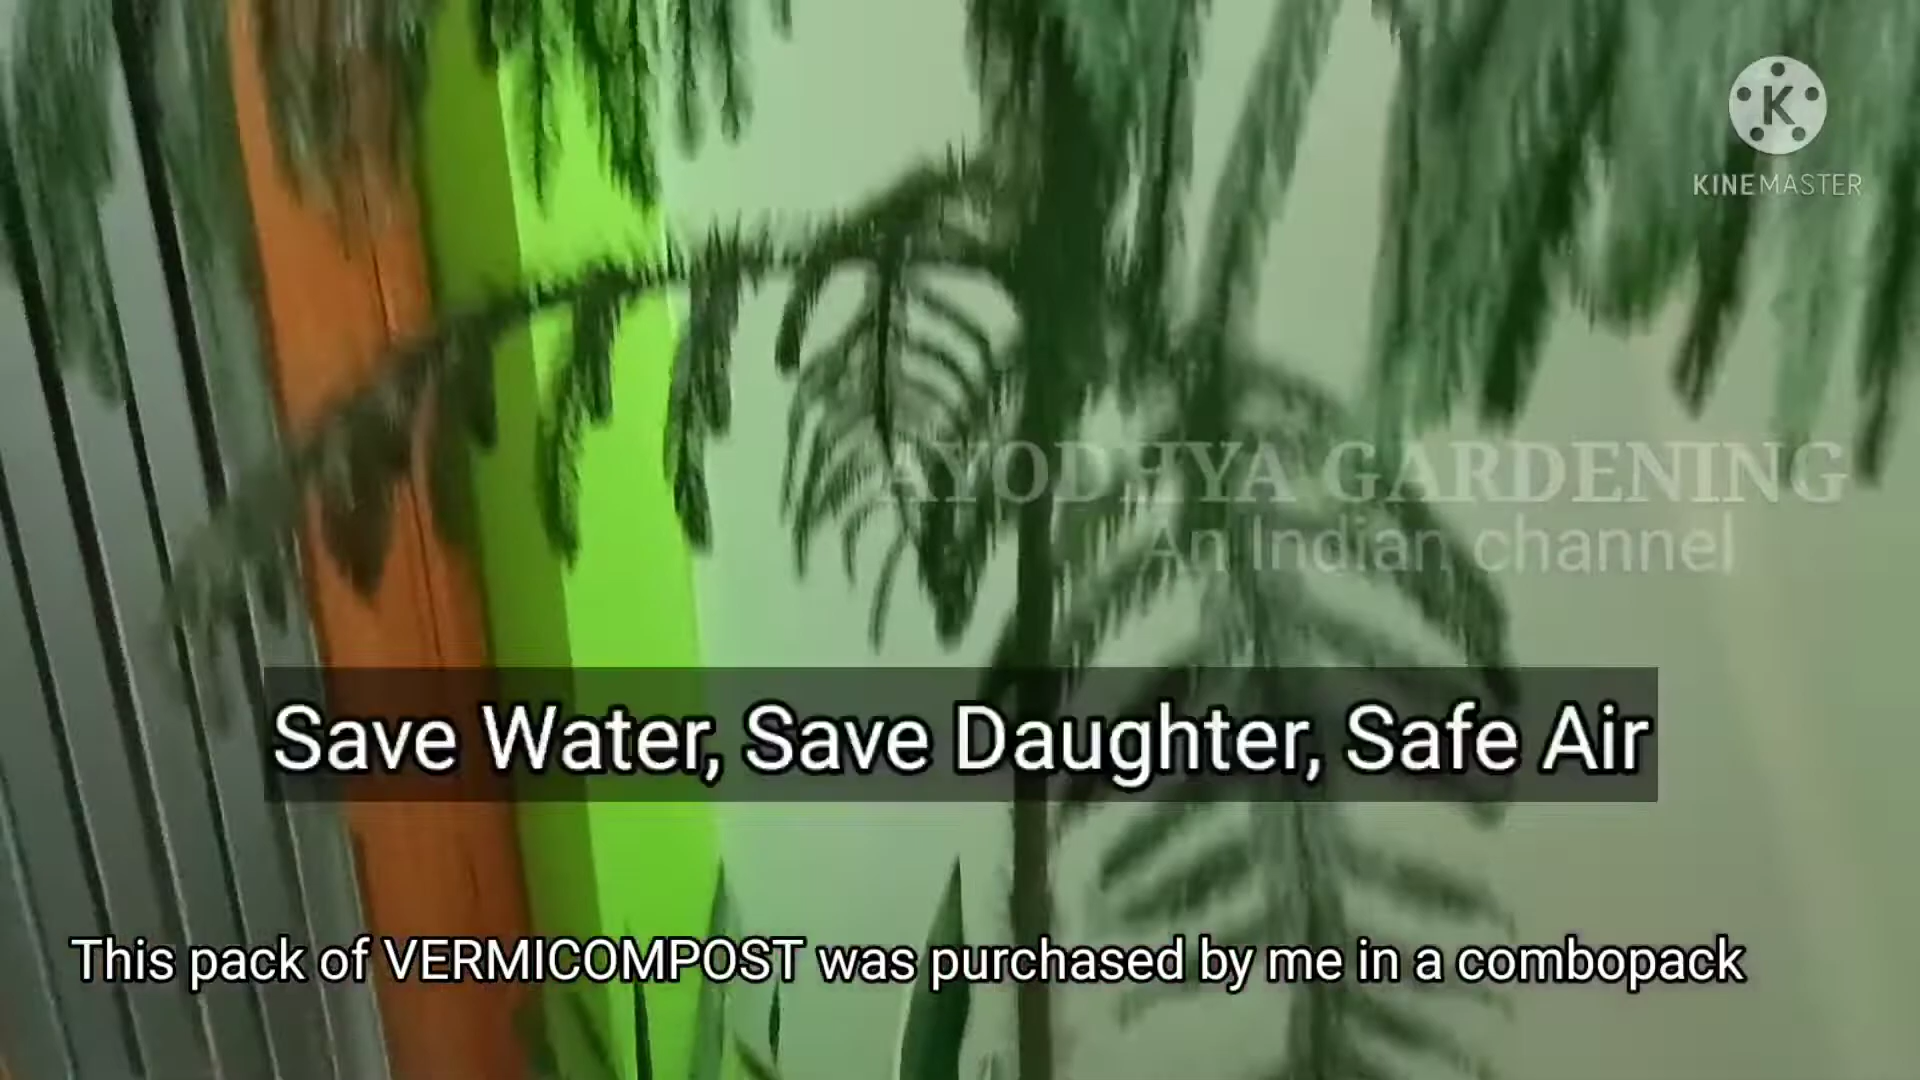 K
KINEMASTER
AYODHYA GARDENING
An Indian channel
Save Water, Save Daughter, Safe Air
This pack of VERMICOMPOST was purchased by me in a combopack